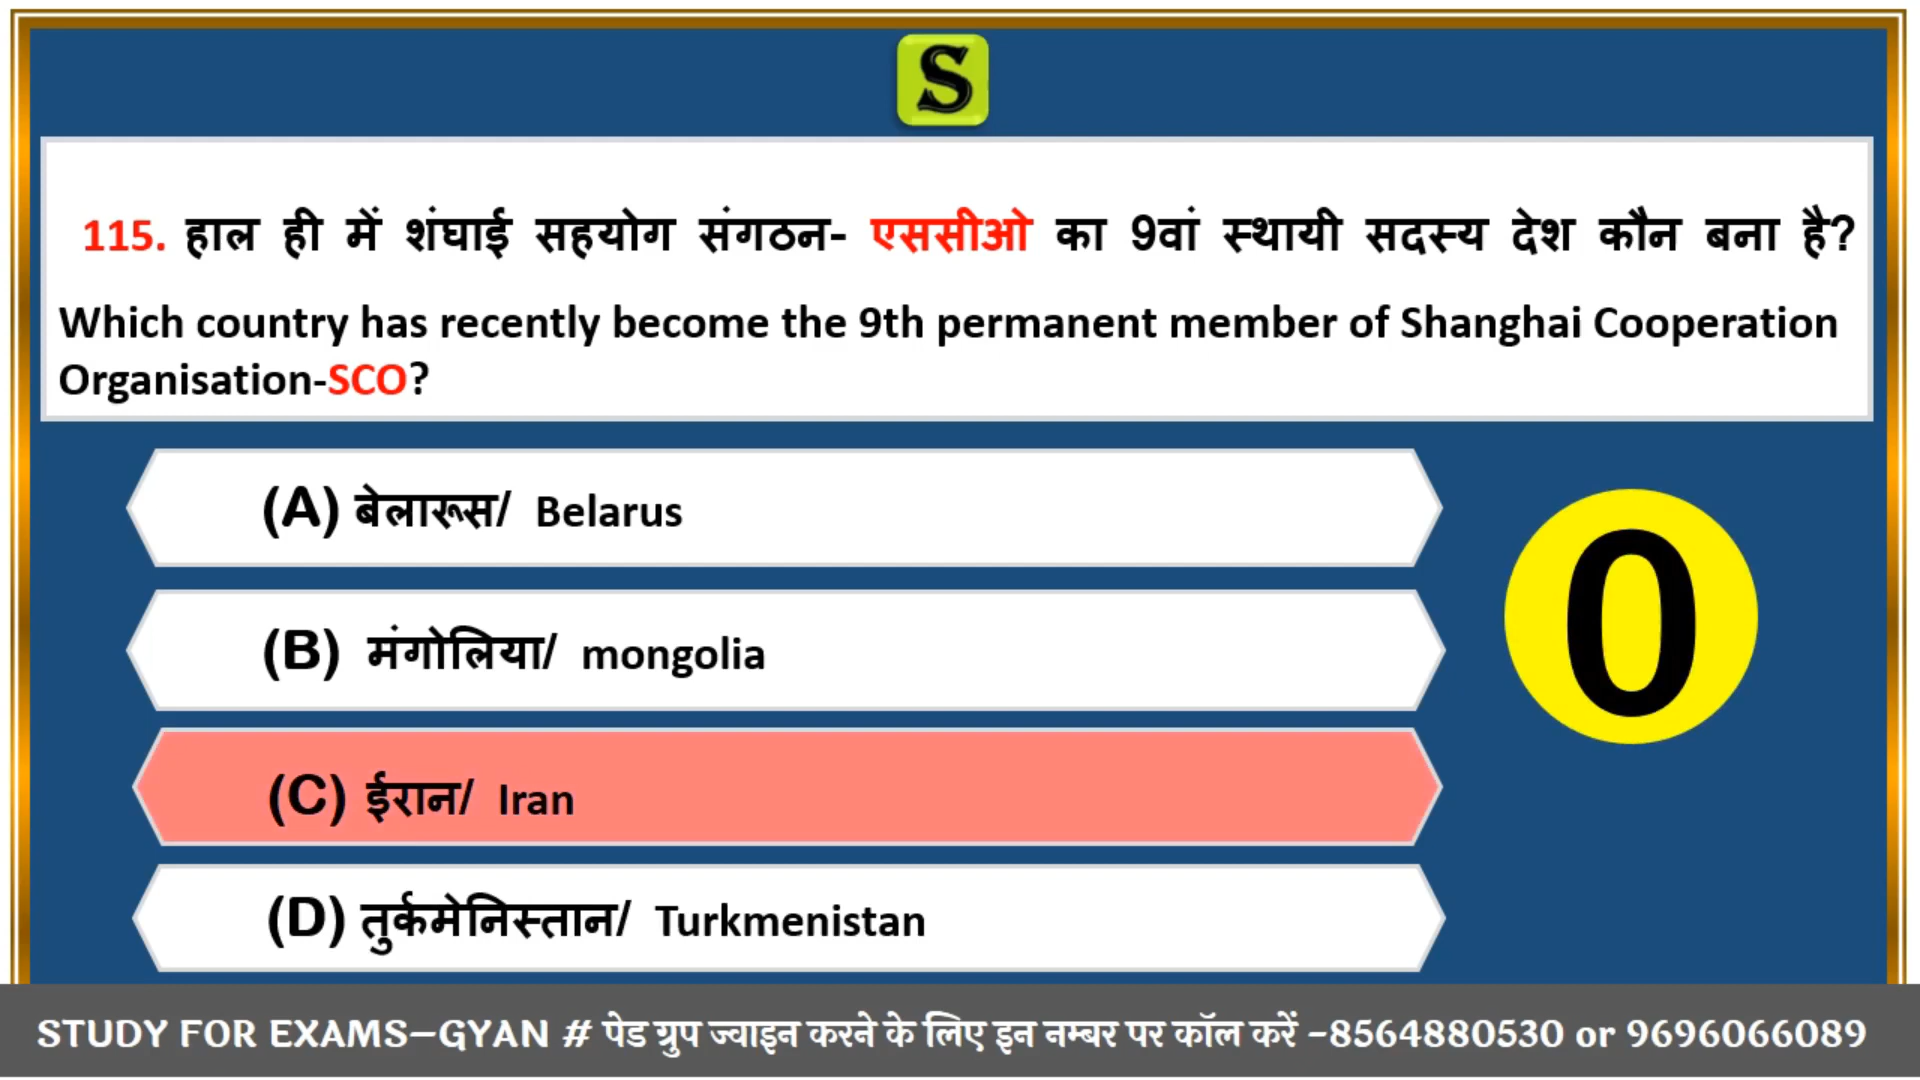 S
115. हाल ही में शंघाई सहयोग संगठन- एससीओ का 9वां स्थायी सदस्य देश कौन बना है?
Which country has recently become the 9th permanent member of Shanghai Cooperation
Organisation-SCO?
(A) बेलारूस/ Belarus
(B) मंगोलिया/ mongolia
0
(C) ईरान/ Iran
(D) तुर्कमेनिस्तान/ Turkmenistan
STUDY FOR EXAMS–GYAN # पेड ग्रुप ज्वाइन करने के लिए इन नम्बर पर कॉल करें -8564880530 or 9696066089